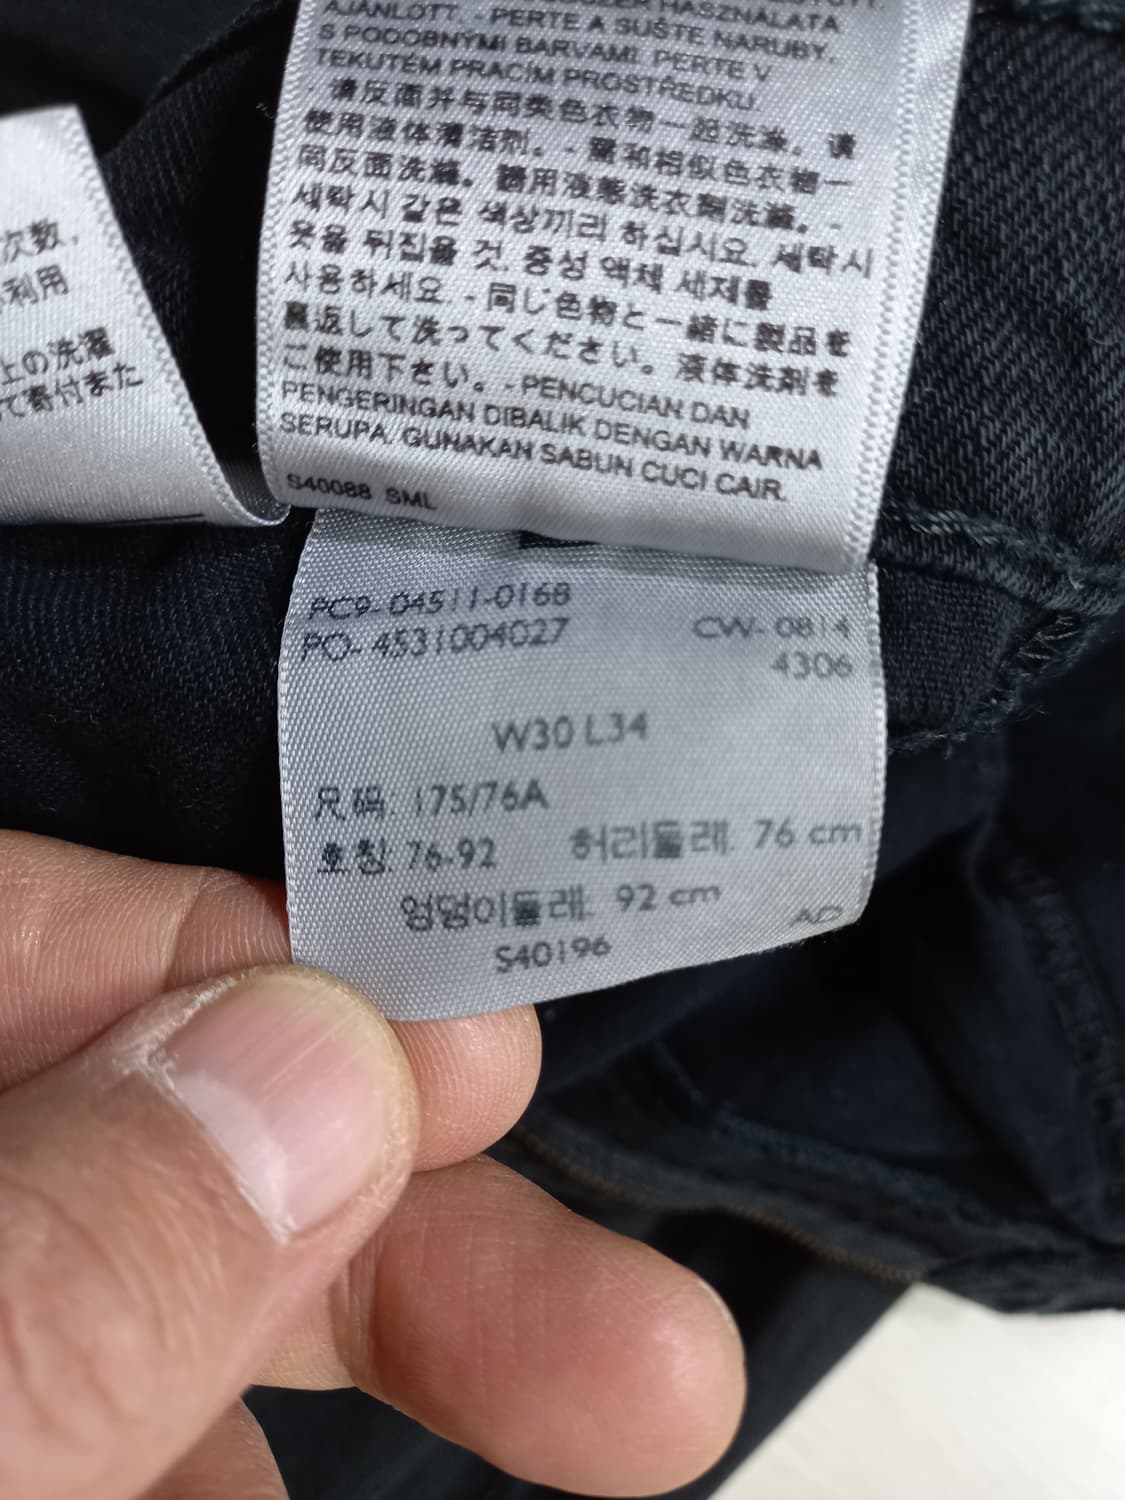 HASZNÁLATA
AJÁNLOTT. - PERTE A SUŠTE NARUBY,
S PODOBNÝMI BARVAMI. PERTE V
TEKUTÉM PRACÍM PROSTŘEDKU.
- 请反面并与同类色衣物一起洗涤。请
使用液体清洁剂。- 需和相似色衣物一
同反面洗滌。請用液態洗衣劑洗滌。-
세탁시 같은 색상끼리 하십시요. 세탁시
옷을 뒤집을 것. 중성 액체 세제를
사용하세요. - 同じ色物と一緒に製品を
裏返して洗ってください。液体洗剤を
ご使用下さい。- PENCUCIAN DAN
PENGERINGAN DIBALIK DENGAN WARNA
SERUPA. GUNAKAN SABUN CUCI CAIR.
S40088 SML
次数,
利用
上の洗濯
て寄付また
PC9-04511-0168
PO-4531004027 CW-0814
4306
W30 L34
尺码: 175/76A
호칭: 76-92 허리둘레: 76 cm
엉덩이둘레: 92 cm
AD
S40196